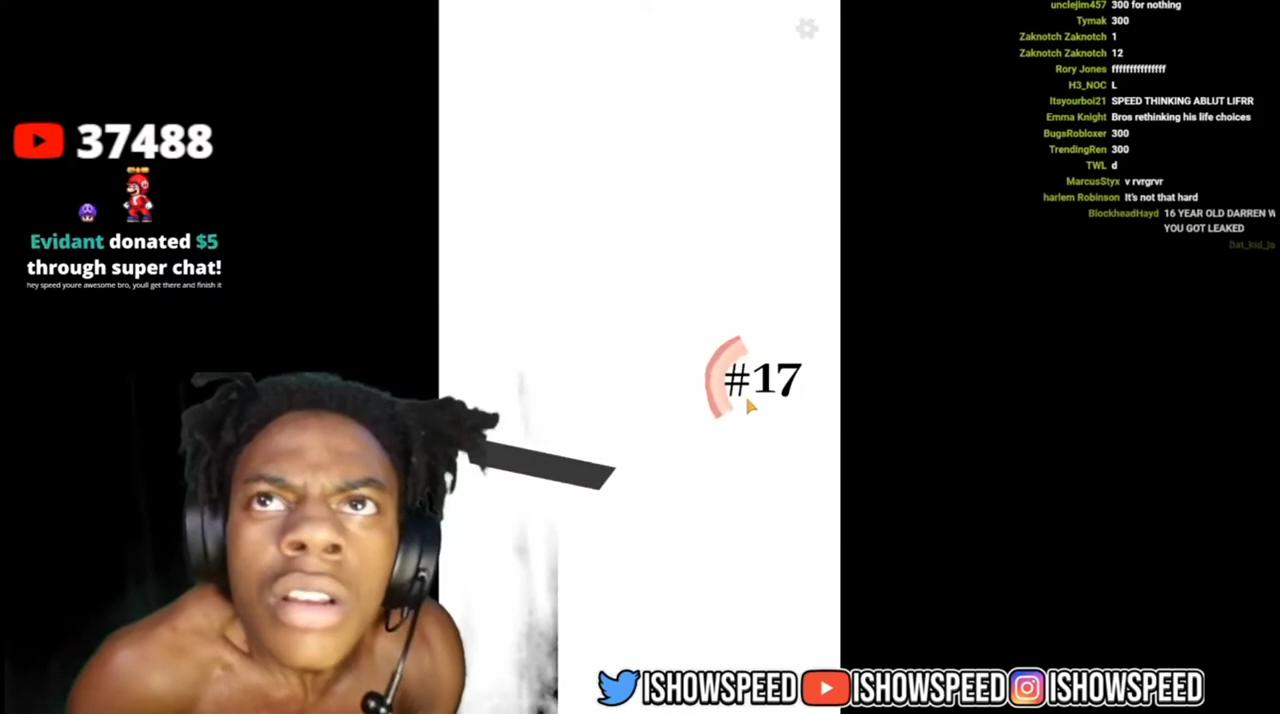 37488
Evidant donated $5
through super chat!
hey speed youre awesome bro, youll get there and finish it
#17
unclejim457 300 for nothing
Tymak 300
Zaknotch Zaknotch 1
Zaknotch Zaknotch 12
Rory Jones fffffffffffffff
H3_NOC L
Itsyourboi21 SPEED THINKING ABLUT LIFRR
Emma Knight Bros rethinking his life choices
BugsRobloxer 300
TrendingRen 300
TWL d
MarcusStyx v rvrgrvr
harlem Robinson It's not that hard
BlockheadHayd 16 YEAR OLD DARREN W
YOU GOT LEAKED
ISHOWSPEED ISHOWSPEED ISHOWSPEED